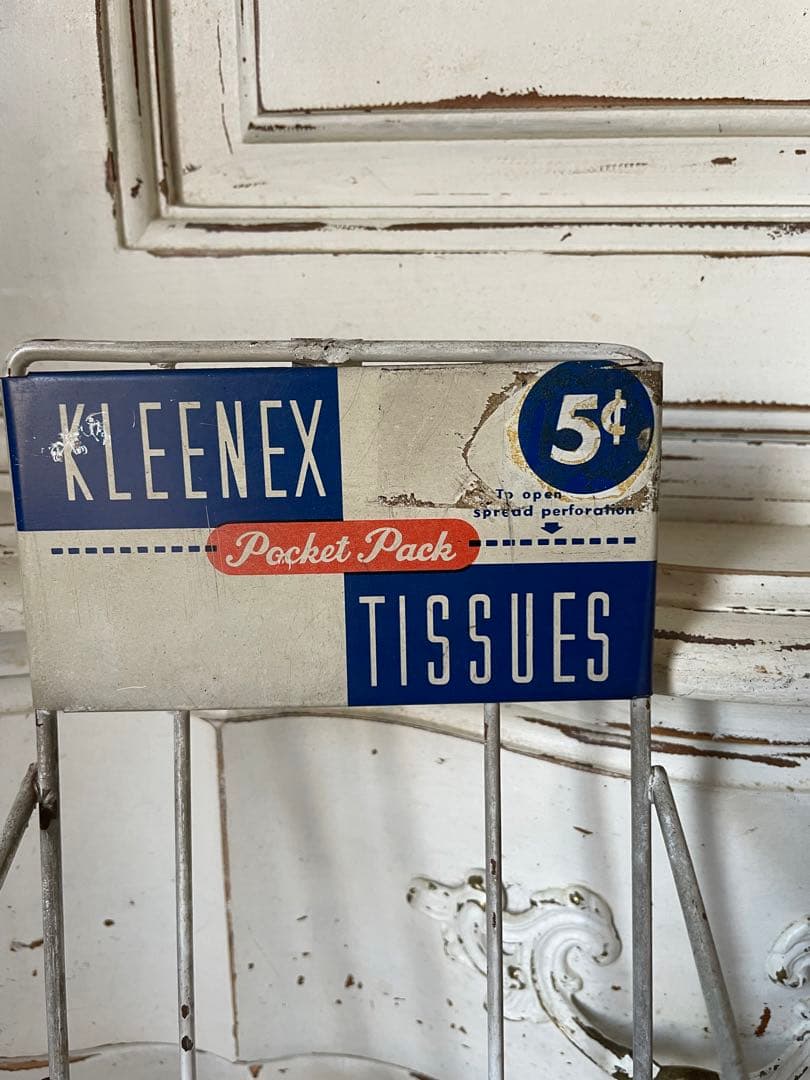 KLEENEX
5¢
To open
spread perforation
Pocket Pack
TISSUES